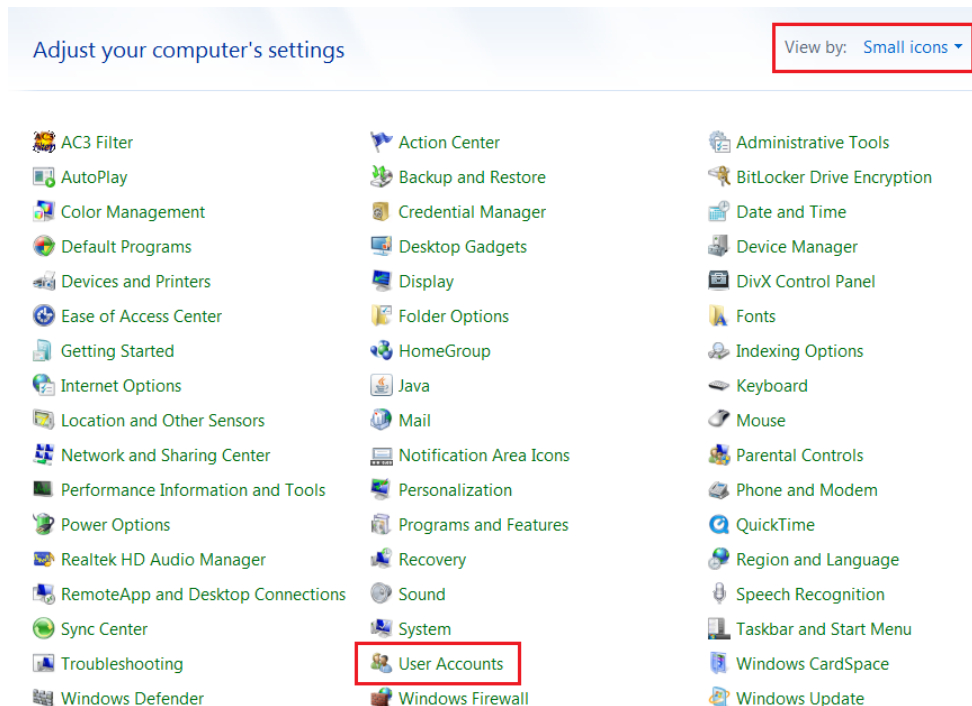 Adjust your computer's settings
View by: Small icons
AC3 Filter
Action Center
Administrative Tools
AutoPlay
Backup and Restore
BitLocker Drive Encryption
Color Management
Credential Manager
Date and Time
Default Programs
Desktop Gadgets
Device Manager
Devices and Printers
Display
DivX Control Panel
Ease of Access Center
Folder Options
Fonts
Getting Started
HomeGroup
Indexing Options
Internet Options
Java
Keyboard
Location and Other Sensors
Mail
Mouse
Network and Sharing Center
Notification Area Icons
Parental Controls
Performance Information and Tools
Personalization
Phone and Modem
Power Options
Programs and Features
QuickTime
Realtek HD Audio Manager
Recovery
Region and Language
RemoteApp and Desktop Connections
Sound
Speech Recognition
Sync Center
System
Taskbar and Start Menu
Troubleshooting
User Accounts
Windows CardSpace
Windows Defender
Windows Firewall
Windows Update